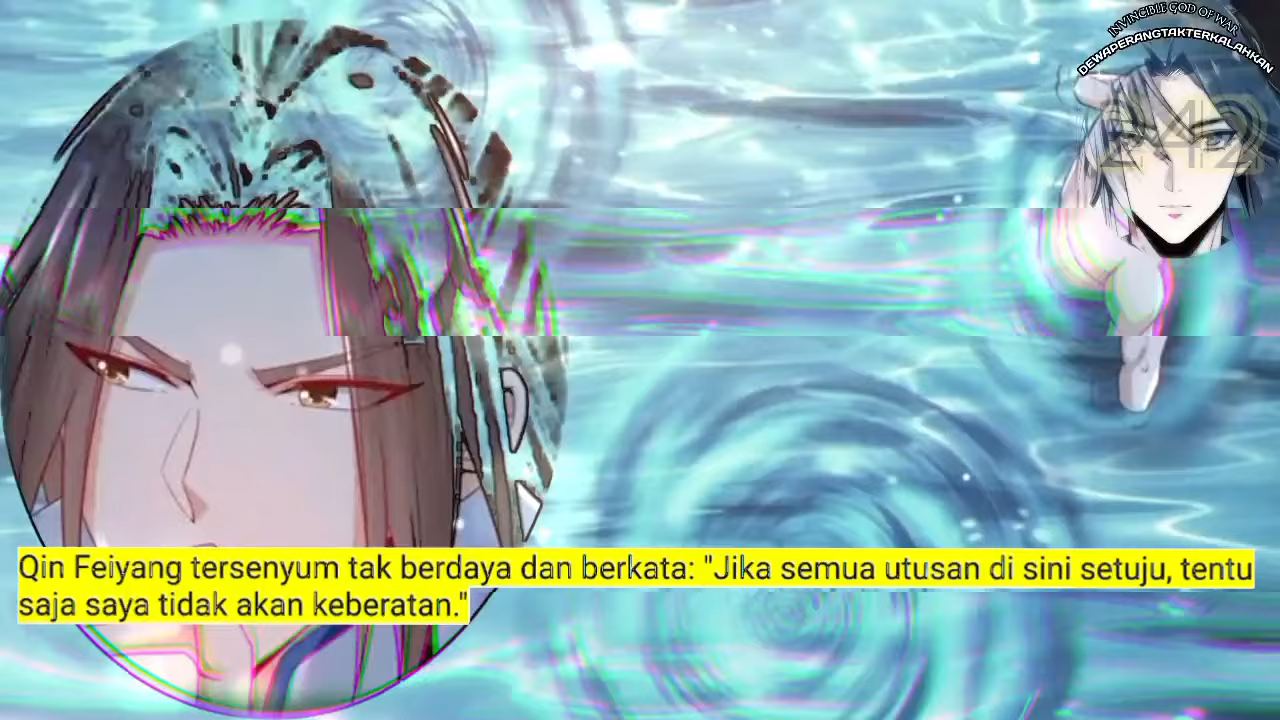 INVINCIBLE GOD OF WAR
DEWAPERANGTAKTERKALAHKAN
242
Qin Feiyang tersenyum tak berdaya dan berkata: "Jika semua utusan di sini setuju, tentu
saja saya tidak akan keberatan."